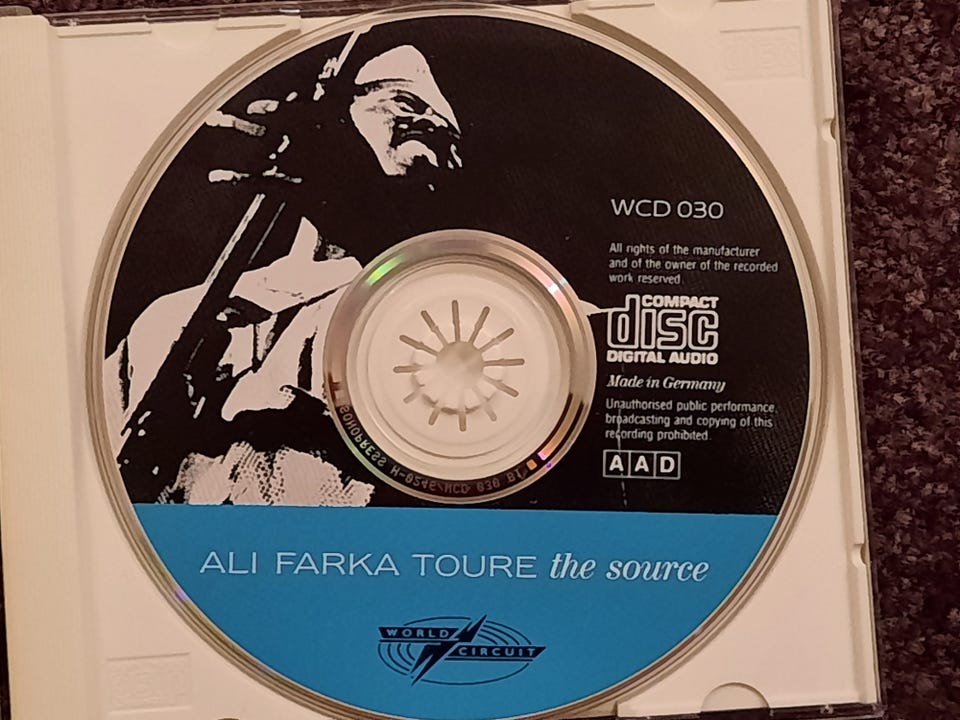 WCD 030
All rights of the manufacturer
and of the owner of the recorded
work reserved.
COMPACT
disc
DIGITAL AUDIO
Made in Germany
Unauthorised public performance,
broadcasting and copying of this
recording prohibited.
AAD
SONOPRESS
ALI FARKA TOURE the source
WORLD
CIRCUIT